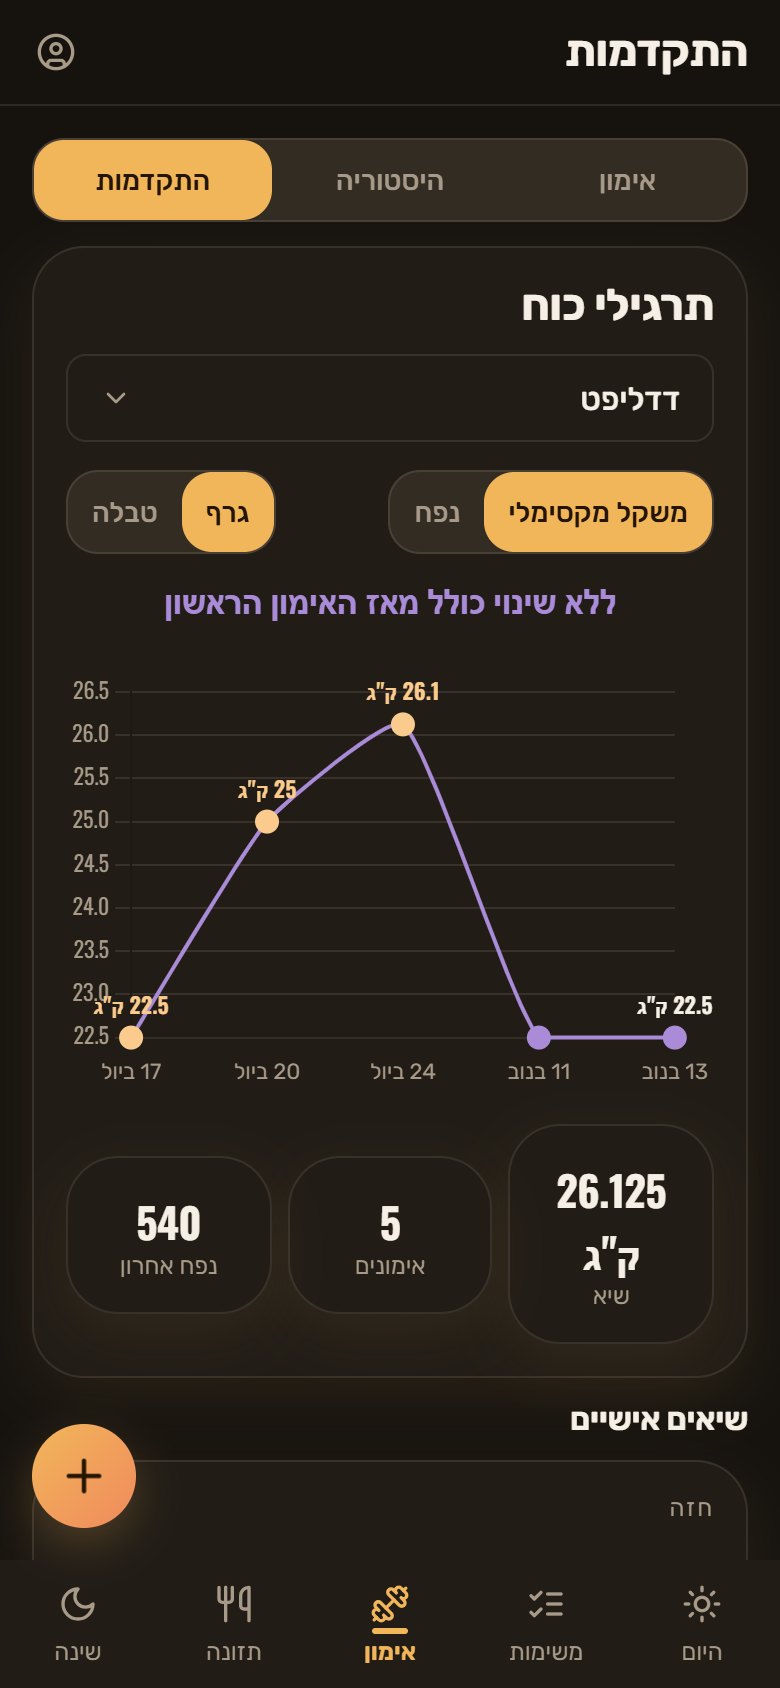 התקדמות
אימון
היסטוריה
התקדמות
תרגילי כוח
דדליפט
משקל מקסימלי
נפח
גרף
טבלה
ללא שינוי כולל מאז האימון הראשון
26.5
26.0
25.5
25.0
24.5
24.0
23.5
23.0
22.5
22.5 ק"ג
25 ק"ג
26.1 ק"ג
22.5 ק"ג
17 ביול
20 ביול
24 ביול
11 בנוב
13 בנוב
26.125
ק"ג
שיא
5
אימונים
540
נפח אחרון
שיאים אישיים
חזה
היום
משימות
אימון
תזונה
שינה